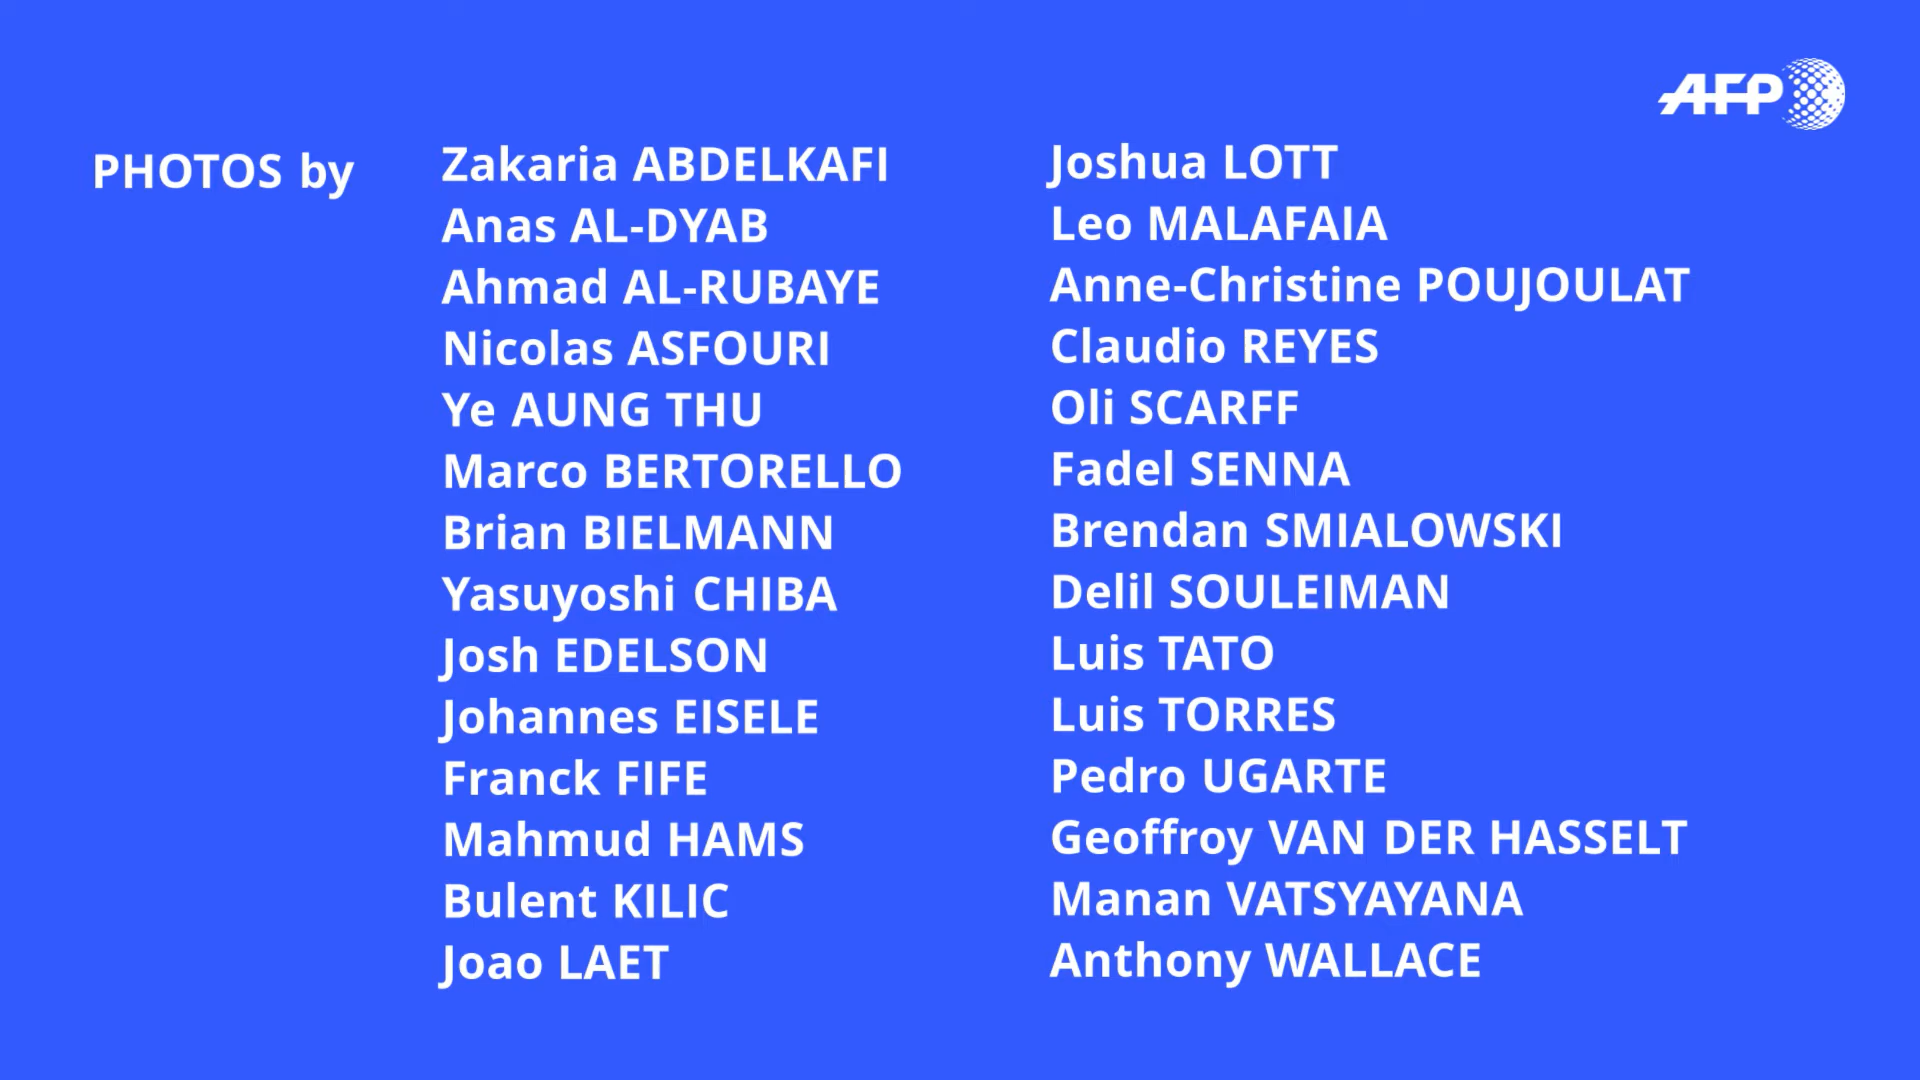 AFP
PHOTOS by
Zakaria ABDELKAFI
Anas AL-DYAB
Ahmad AL-RUBAYE
Nicolas ASFOURI
Ye AUNG THU
Marco BERTORELLO
Brian BIELMANN
Yasuyoshi CHIBA
Josh EDELSON
Johannes EISELE
Franck FIFE
Mahmud HAMS
Bulent KILIC
Joao LAET
Joshua LOTT
Leo MALAFAIA
Anne-Christine POUJOULAT
Claudio REYES
Oli SCARFF
Fadel SENNA
Brendan SMIALOWSKI
Delil SOULEIMAN
Luis TATO
Luis TORRES
Pedro UGARTE
Geoffroy VAN DER HASSELT
Manan VATSYAYANA
Anthony WALLACE